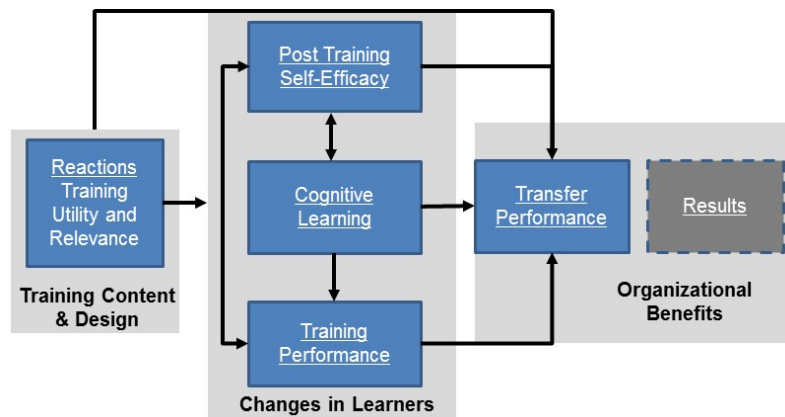 Post Training
Self-Efficacy
Reactions
Training
Utility and
Relevance
Cognitive
Learning
Transfer
Performance
Results
Training Content
& Design
Training
Performance
Organizational
Benefits
Changes in Learners